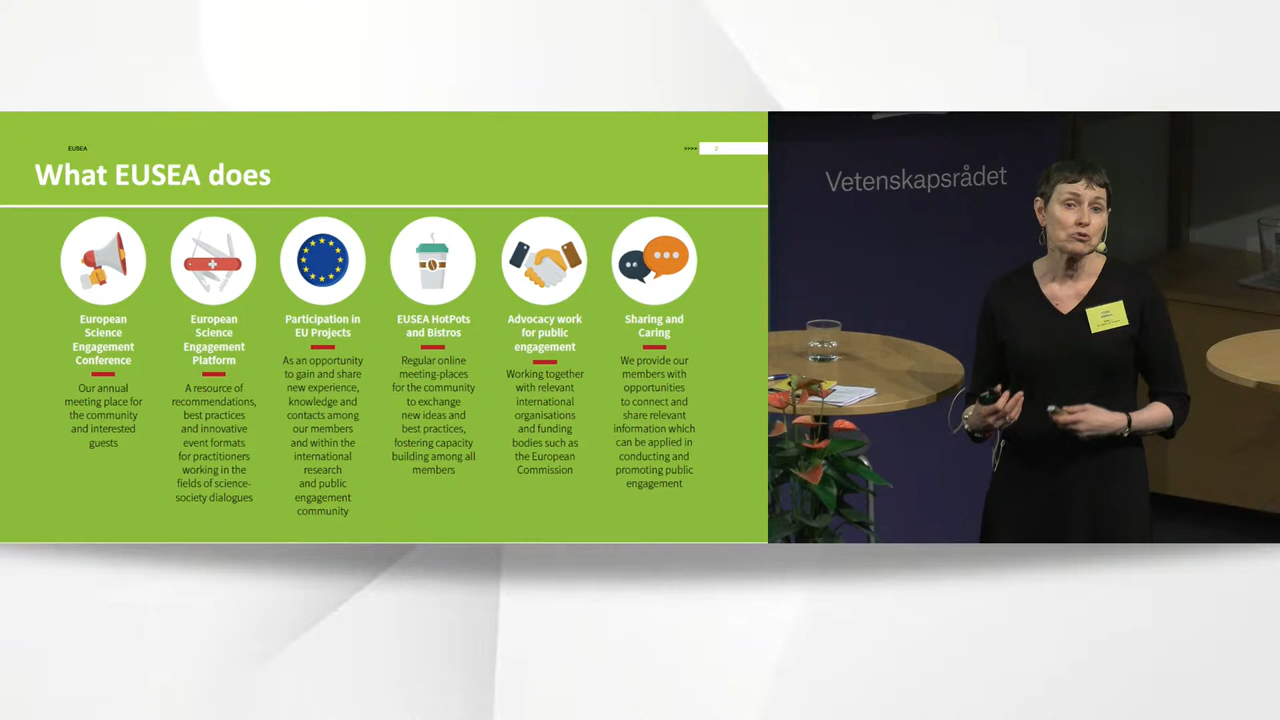 EUSEA
>>>>
2
What EUSEA does
European
Science
Engagement
Conference
Our annual
meeting place for
the community
and interested
guests
European
Science
Engagement
Platform
A resource of
recommendations,
best practices
and innovative
event formats
for practitioners
working in the
fields of science-
society dialogues
Participation in
EU Projects
As an opportunity
to gain and share
new experience,
knowledge and
contacts among
our members
and within the
international
research
and public
engagement
community
EUSEA HotPots
and Bistros
Regular online
meeting-places
for the community
to exchange
new ideas and
best practices,
fostering capacity
building among all
members
Advocacy work
for public
engagement
Working together
with relevant
international
organisations
and funding
bodies such as
the European
Commission
Sharing and
Caring
We provide our
members with
opportunities
to connect and
share relevant
information which
can be applied in
conducting and
promoting public
engagement
Vetenskapsrådet